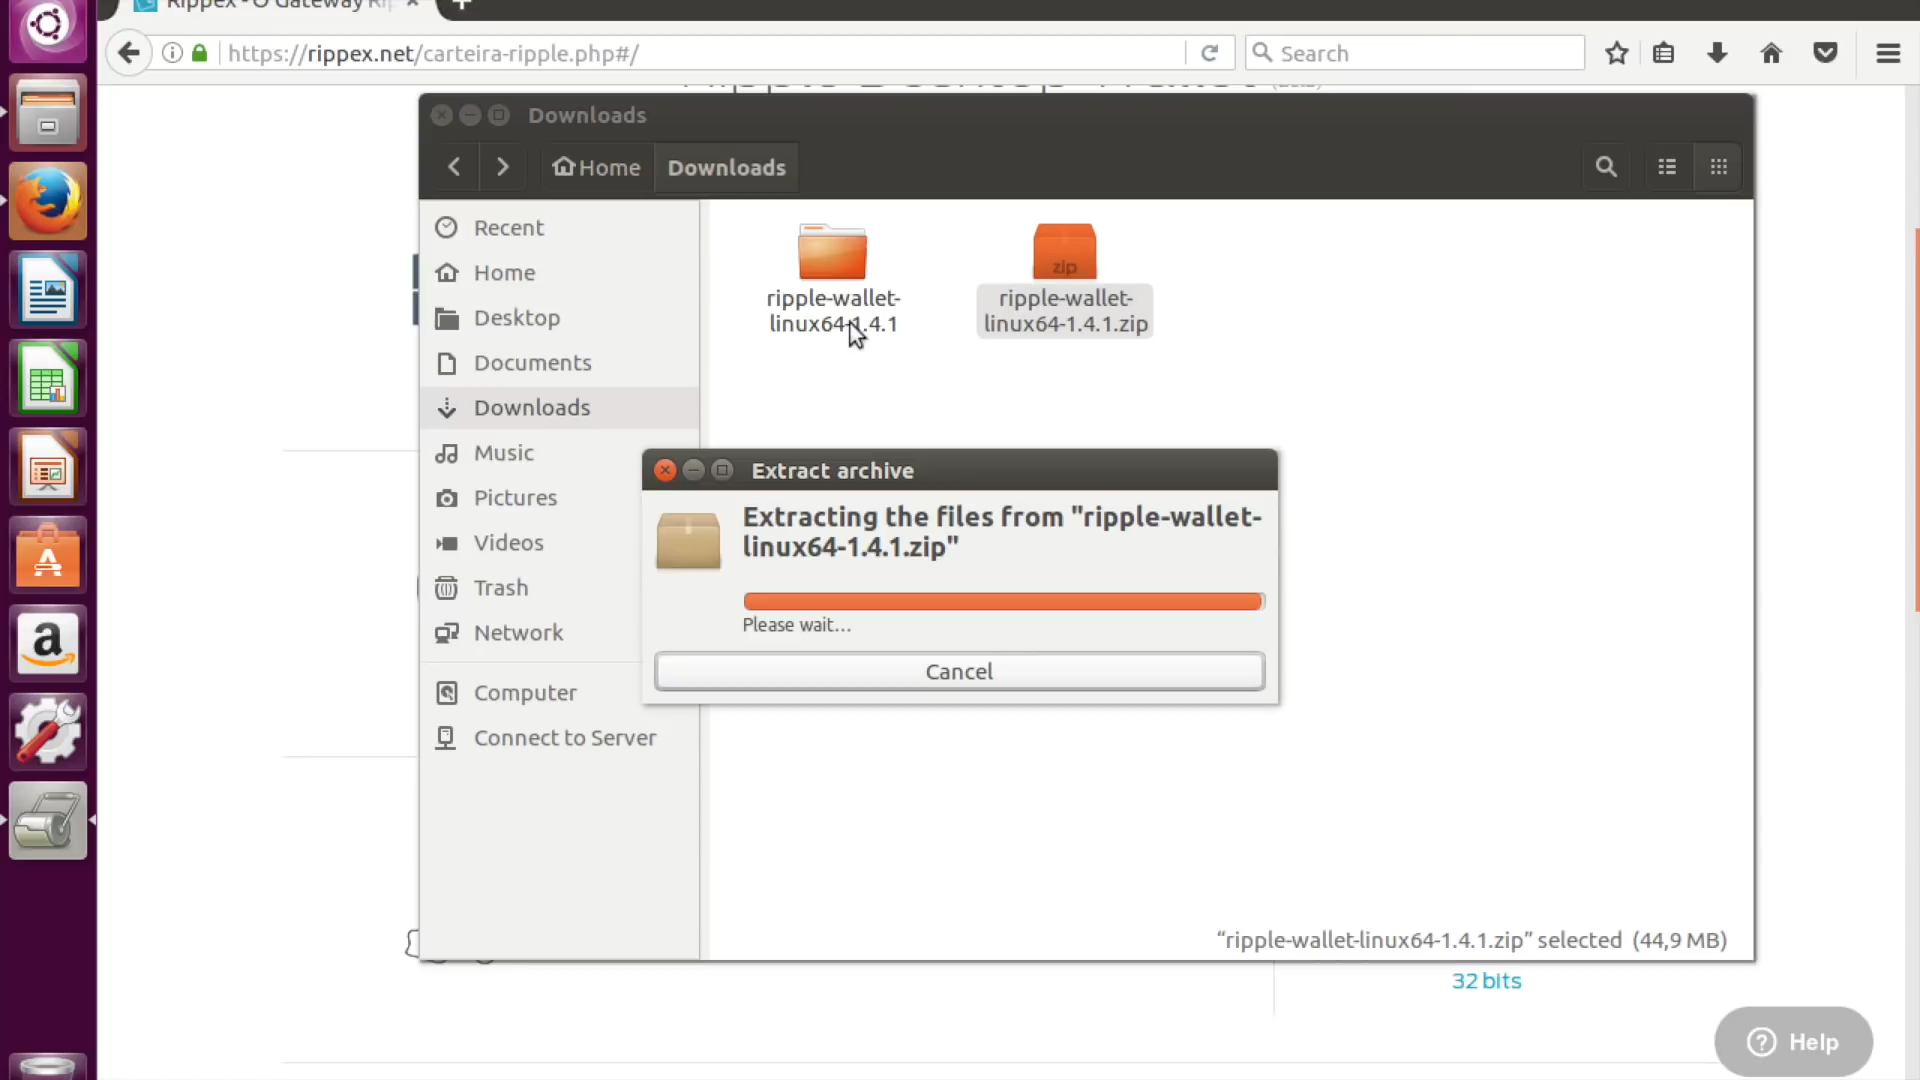 Rippex - O Gateway Rip
https://rippex.net/carteira-ripple.php#/
Search
Downloads
Home
Downloads
Recent
Home
Desktop
Documents
Downloads
Music
Pictures
Videos
Trash
Network
Computer
Connect to Server
ripple-wallet-
linux64-1.4.1
zip
ripple-wallet-
linux64-1.4.1.zip
Extract archive
Extracting the files from "ripple-wallet-
linux64-1.4.1.zip"
Please wait...
Cancel
“ripple-wallet-linux64-1.4.1.zip” selected (44,9 MB)
32 bits
Help